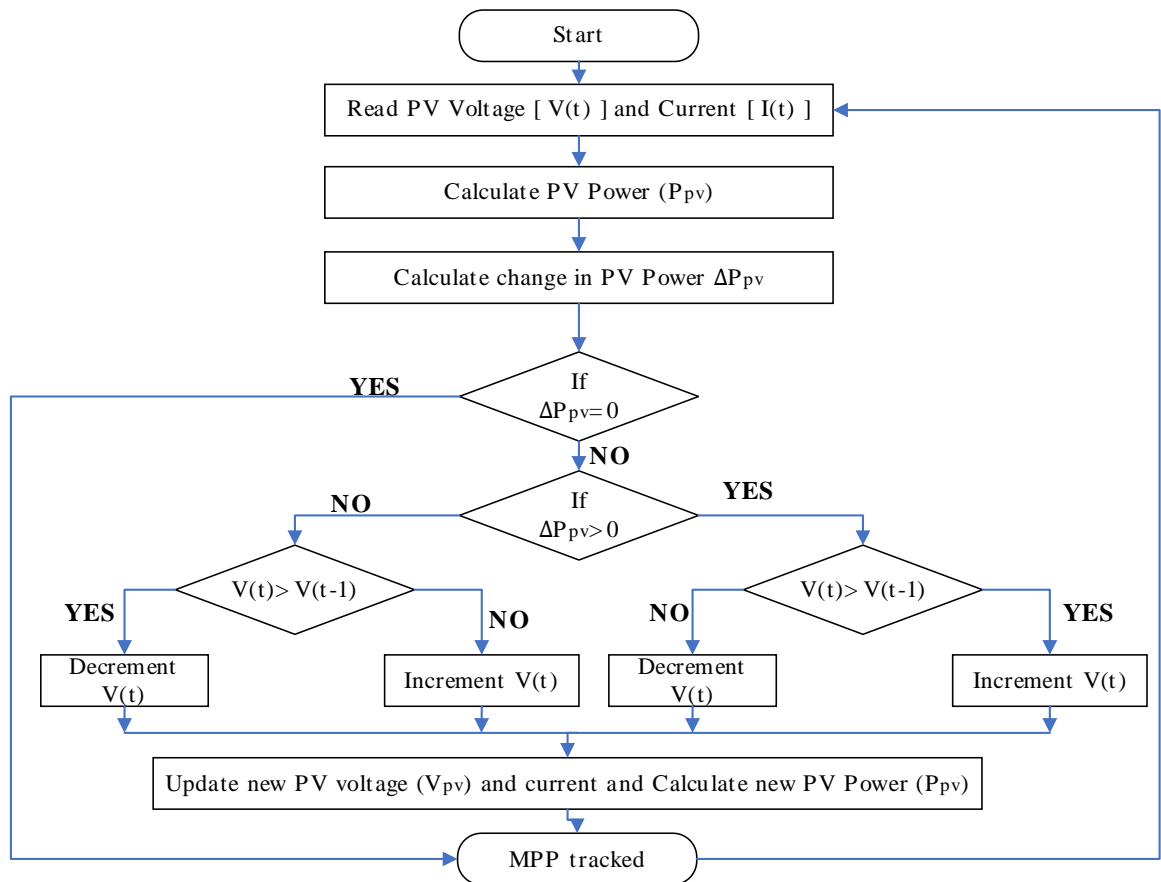 Start
Read PV Voltage [ V(t) ] and Current [ I(t) ]
Calculate PV Power (Ppv)
Calculate change in PV Power ΔPpv
YES
If
ΔPpv=0
NO
NO
If
ΔPpv>0
YES
V(t)> V(t-1)
V(t)> V(t-1)
YES
NO
NO
YES
Decrement
V(t)
Increment V(t)
Decrement
V(t)
Increment V(t)
Update new PV voltage (Vpv) and current and Calculate new PV Power (Ppv)
MPP tracked